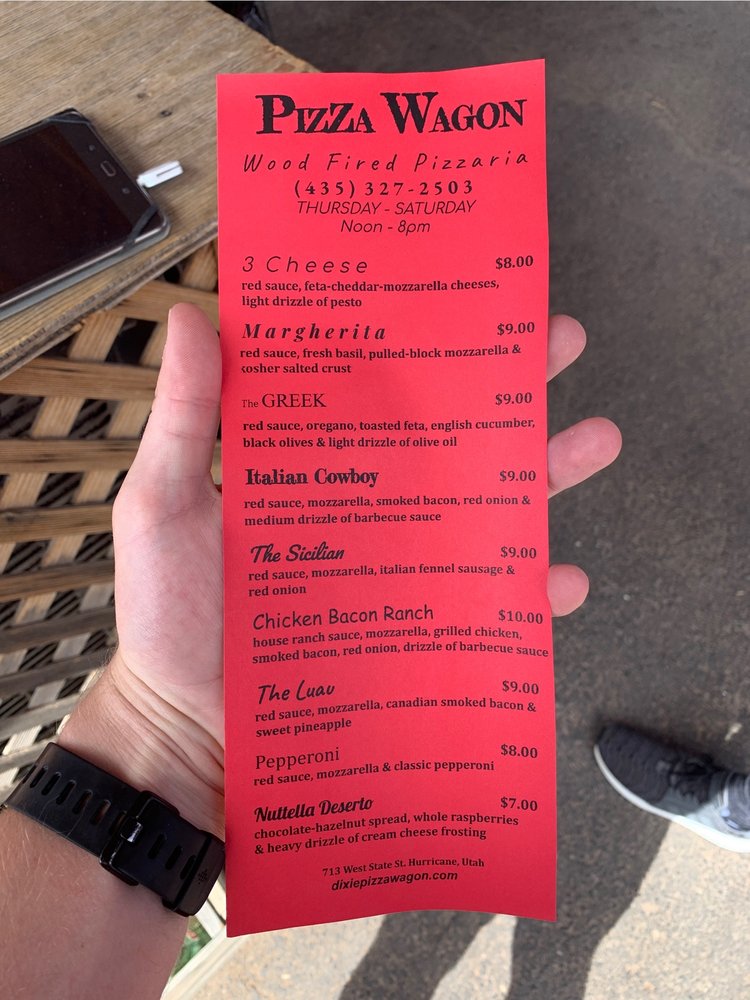 PIZZA WAGON
Wood Fired Pizzaria
(435) 327-2503
THURSDAY - SATURDAY
Noon - 8pm
3 Cheese $8.00
red sauce, feta-cheddar-mozzarella cheeses,
light drizzle of pesto
Margherita $9.00
red sauce, fresh basil, pulled-block mozzarella &
kosher salted crust
The GREEK $9.00
red sauce, oregano, toasted feta, english cucumber,
black olives & light drizzle of olive oil
Italian Cowboy $9.00
red sauce, mozzarella, smoked bacon, red onion &
medium drizzle of barbecue sauce
The Sicilian $9.00
red sauce, mozzarella, italian fennel sausage &
red onion
Chicken Bacon Ranch $10.00
house ranch sauce, mozzarella, grilled chicken,
smoked bacon, red onion, drizzle of barbecue sauce
The Luau $9.00
red sauce, mozzarella, canadian smoked bacon &
sweet pineapple
Pepperoni $8.00
red sauce, mozzarella & classic pepperoni
Nuttella Deserto $7.00
chocolate-hazelnut spread, whole raspberries
& heavy drizzle of cream cheese frosting
713 West State St. Hurricane, Utah
dixiepizzawagon.com